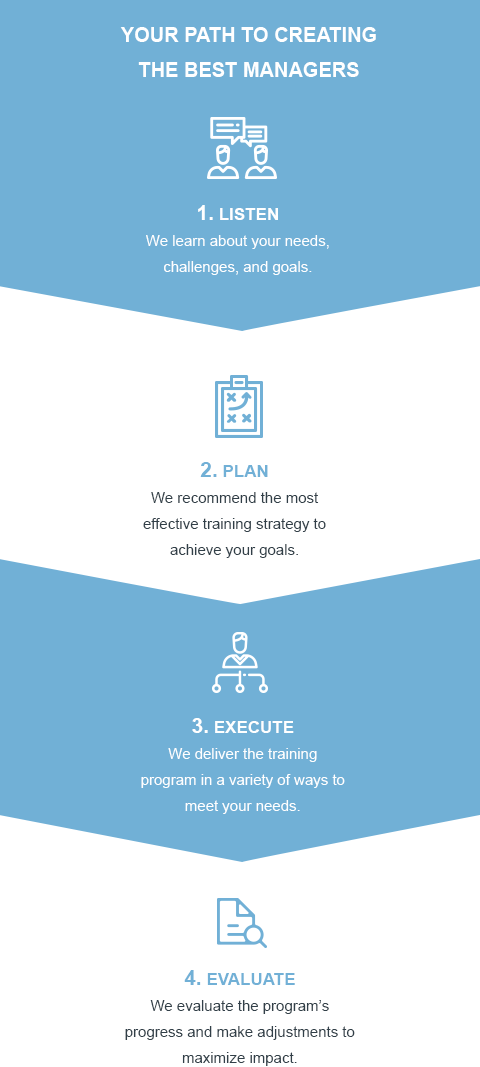 YOUR PATH TO CREATING
THE BEST MANAGERS
1. LISTEN
We learn about your needs,
challenges, and goals.
2. PLAN
We recommend the most
effective training strategy to
achieve your goals.
3. EXECUTE
We deliver the training
program in a variety of ways to
meet your needs.
4. EVALUATE
We evaluate the program’s
progress and make adjustments to
maximize impact.